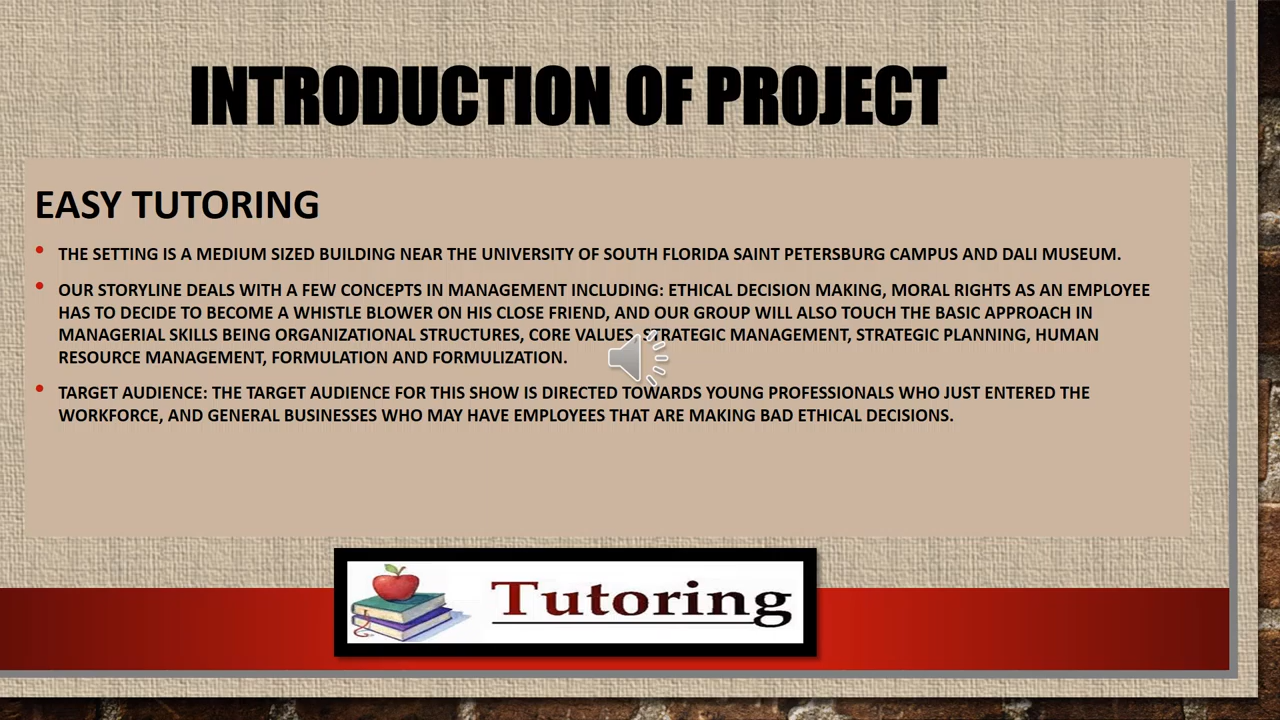 INTRODUCTION OF PROJECT
EASY TUTORING
THE SETTING IS A MEDIUM SIZED BUILDING NEAR THE UNIVERSITY OF SOUTH FLORIDA SAINT PETERSBURG CAMPUS AND DALI MUSEUM.
OUR STORYLINE DEALS WITH A FEW CONCEPTS IN MANAGEMENT INCLUDING: ETHICAL DECISION MAKING, MORAL RIGHTS AS AN EMPLOYEE
HAS TO DECIDE TO BECOME A WHISTLE BLOWER ON HIS CLOSE FRIEND, AND OUR GROUP WILL ALSO TOUCH THE BASIC APPROACH IN
MANAGERIAL SKILLS BEING ORGANIZATIONAL STRUCTURES, CORE VALUES, STRATEGIC MANAGEMENT, STRATEGIC PLANNING, HUMAN
RESOURCE MANAGEMENT, FORMULATION AND FORMULIZATION.
TARGET AUDIENCE: THE TARGET AUDIENCE FOR THIS SHOW IS DIRECTED TOWARDS YOUNG PROFESSIONALS WHO JUST ENTERED THE
WORKFORCE, AND GENERAL BUSINESSES WHO MAY HAVE EMPLOYEES THAT ARE MAKING BAD ETHICAL DECISIONS.
Tutoring